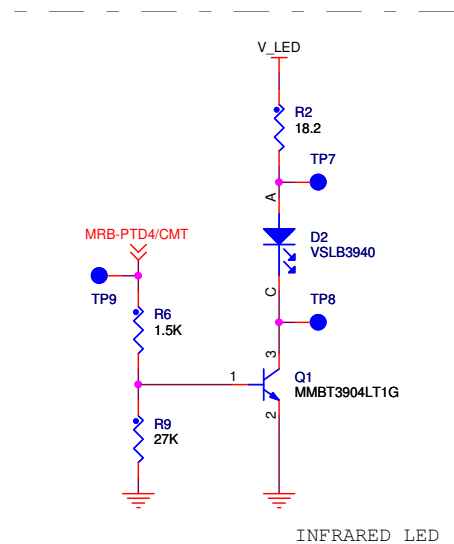 V_LED
R2
18.2
TP7
A
MRB-PTD4/CMT
D2
VSLB3940
TP9
C
TP8
R6
1.5K
3
1
Q1
MMBT3904LT1G
2
R9
27K
INFRARED LED